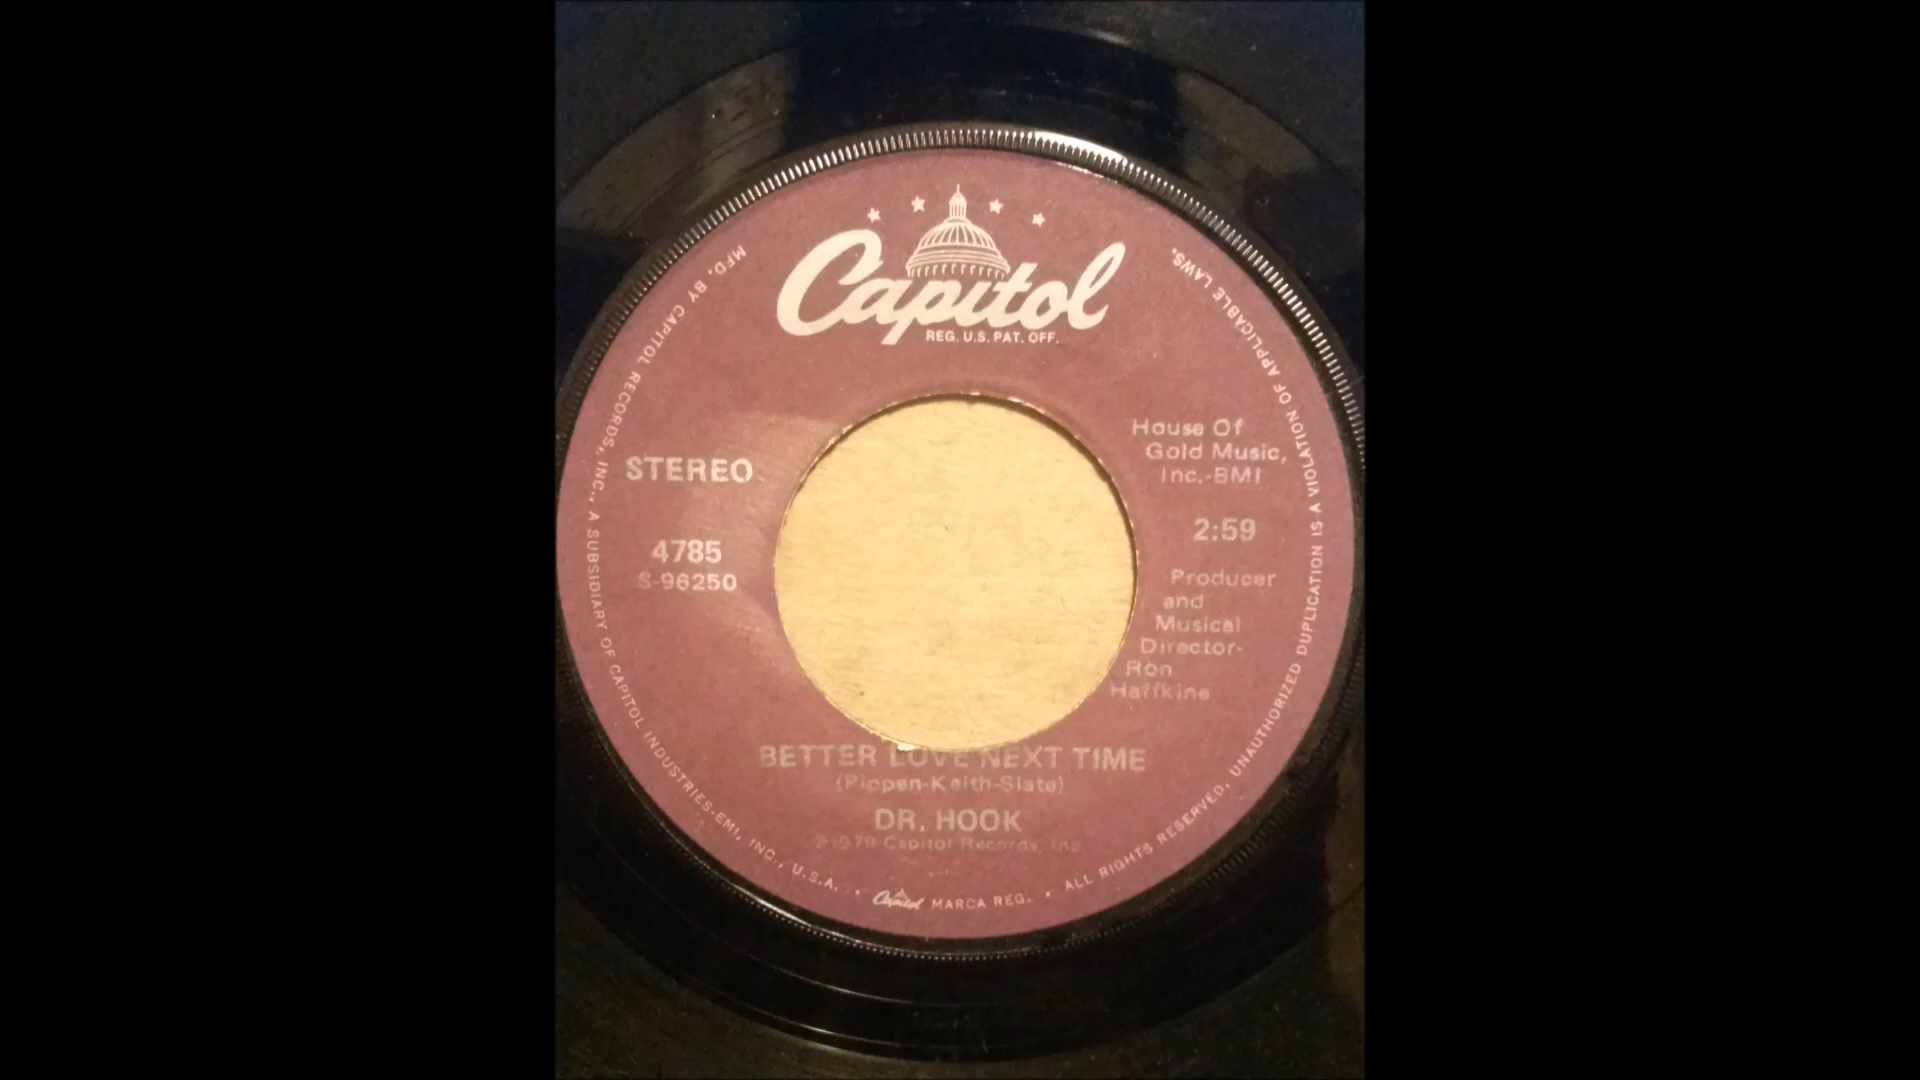 Capitol
REG. U.S. PAT. OFF.
STEREO
4785
S-96250
House Of
Gold Music,
Inc.-BMI
2:59
Producer
and
Musical
Director-
Ron
Haffkine
BETTER LOVE NEXT TIME
(Pippen-Keith-Slate)
DR. HOOK
℗1979 Capitol Records, Inc.
MFD. BY CAPITOL RECORDS, INC., A SUBSIDIARY OF CAPITOL INDUSTRIES-EMI, INC., U.S.A. • Capitol MARCA REG. • ALL RIGHTS RESERVED. UNAUTHORIZED DUPLICATION IS A VIOLATION OF APPLICABLE LAWS.